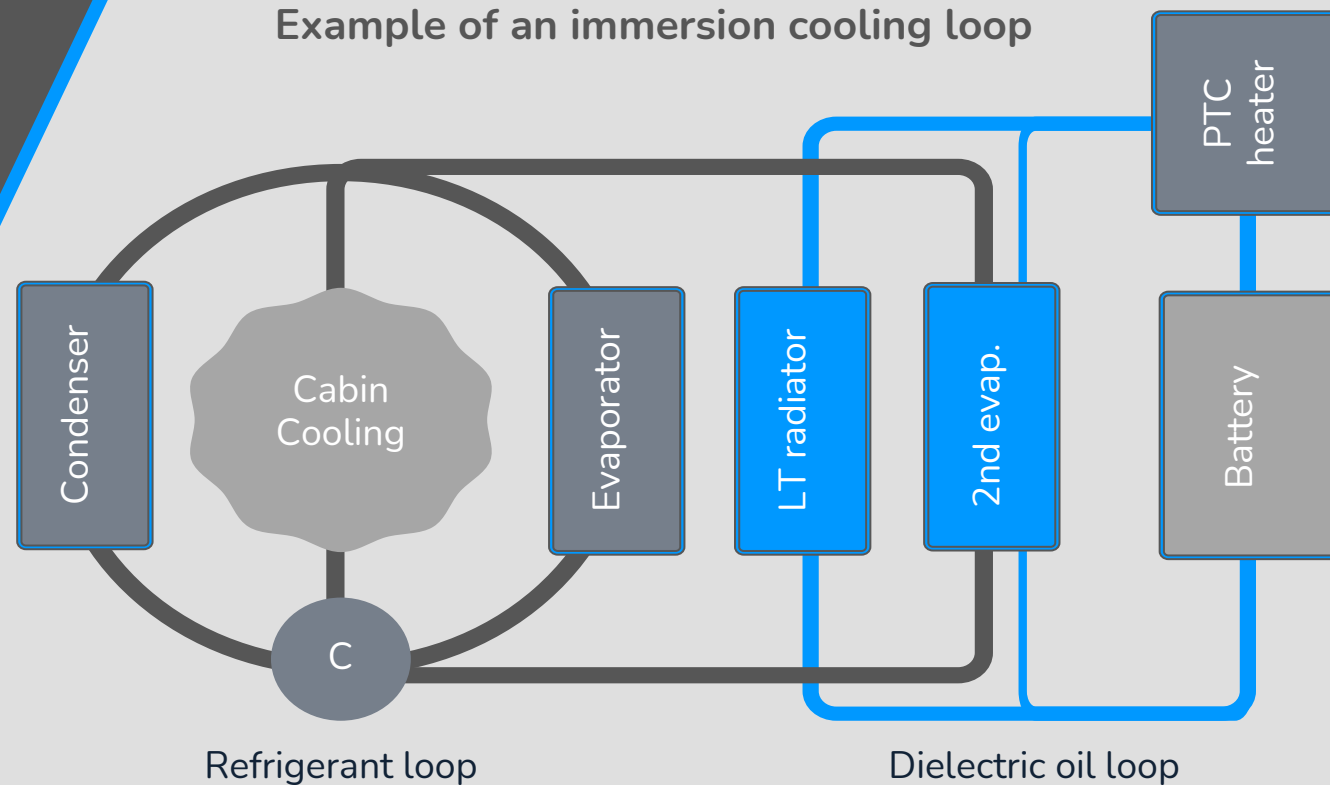 Example of an immersion cooling loop
PTC
heater
Condenser
Cabin
Cooling
Evaporator
LT radiator
2nd evap.
Battery
C
Refrigerant loop
Dielectric oil loop